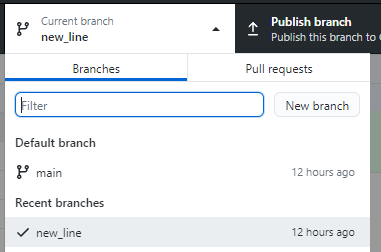 Current branch
new_line
Publish branch
Publish this branch to
Branches
Pull requests
Filter
New branch
Default branch
main
12 hours ago
Recent branches
new_line
12 hours ago